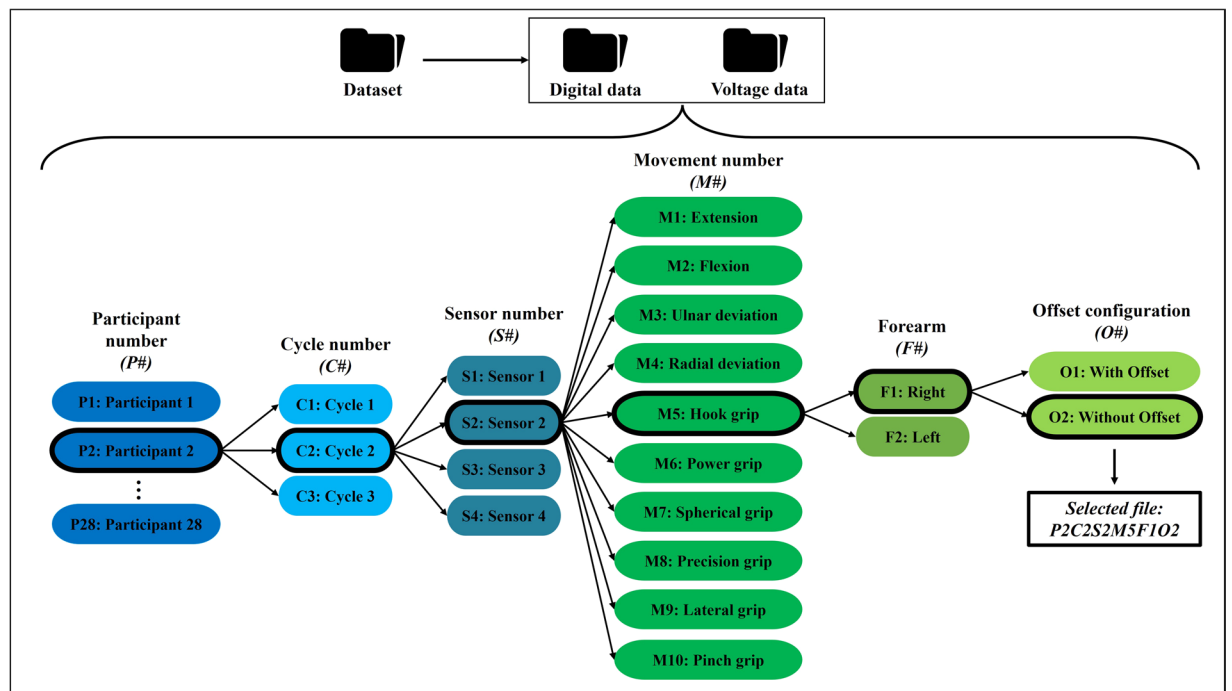 Dataset
Digital data
Voltage data
Participant
number
(P#)
P1: Participant 1
P2: Participant 2
P28: Participant 28
Cycle number
(C#)
C1: Cycle 1
C2: Cycle 2
C3: Cycle 3
Sensor number
(S#)
S1: Sensor 1
S2: Sensor 2
S3: Sensor 3
S4: Sensor 4
Movement number
(M#)
M1: Extension
M2: Flexion
M3: Ulnar deviation
M4: Radial deviation
M5: Hook grip
M6: Power grip
M7: Spherical grip
M8: Precision grip
M9: Lateral grip
M10: Pinch grip
Forearm
(F#)
F1: Right
F2: Left
Offset configuration
(O#)
O1: With Offset
O2: Without Offset
Selected file:
P2C2S2M5F1O2